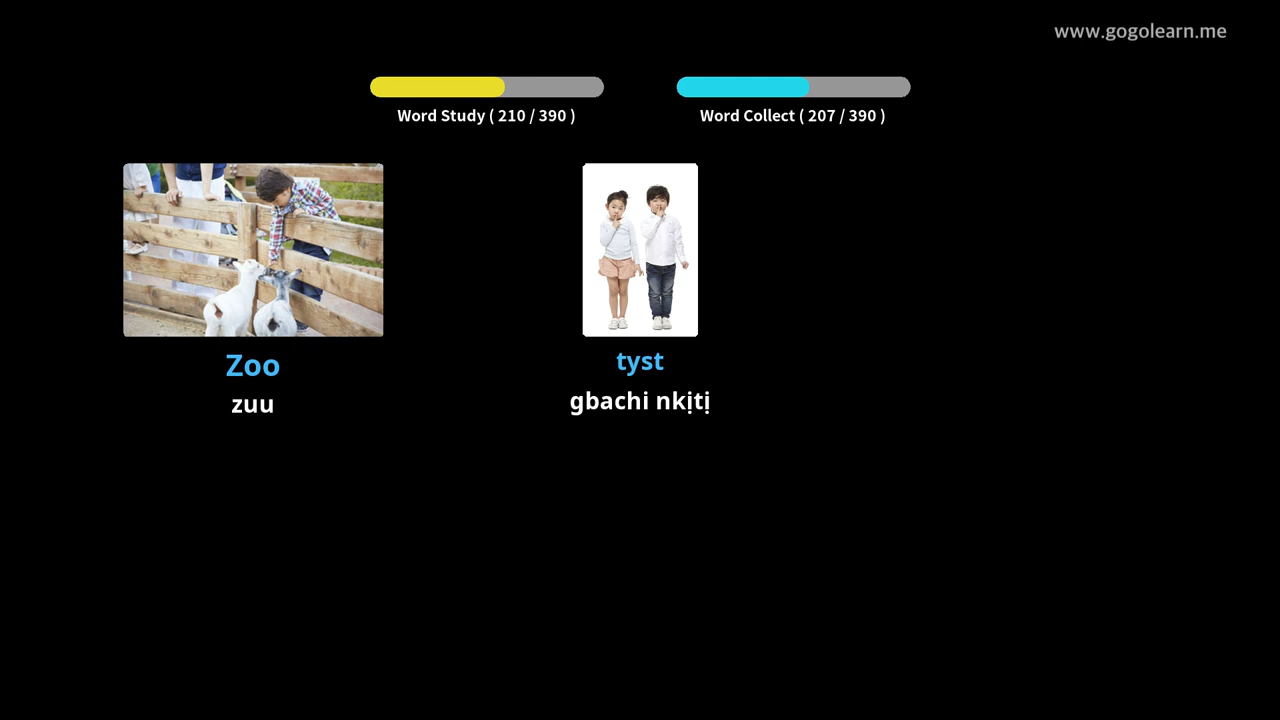 www.gogolearn.me
Word Study ( 210 / 390 )
Word Collect ( 207 / 390 )
Zoo
zuu
tyst
gbachi nkịtị